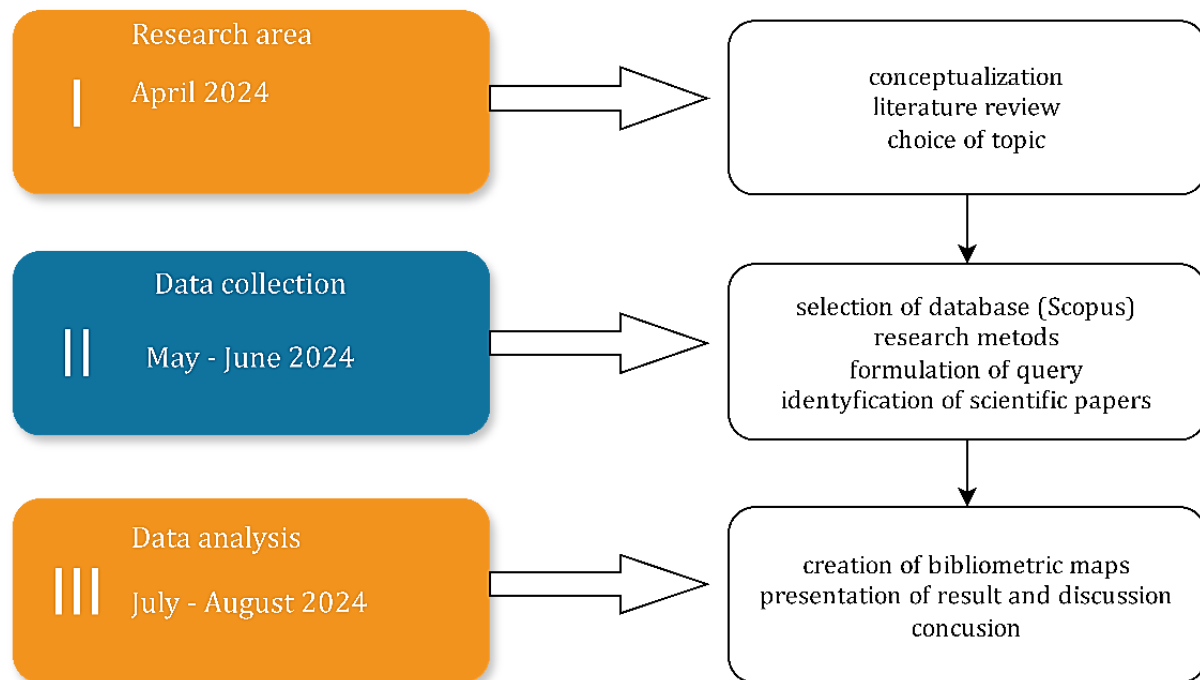 Research area
I
April 2024
conceptualization
literature review
choice of topic
Data collection
II
May - June 2024
selection of database (Scopus)
research metods
formulation of query
identyfication of scientific papers
Data analysis
III
July - August 2024
creation of bibliometric maps
presentation of result and discussion
concusion